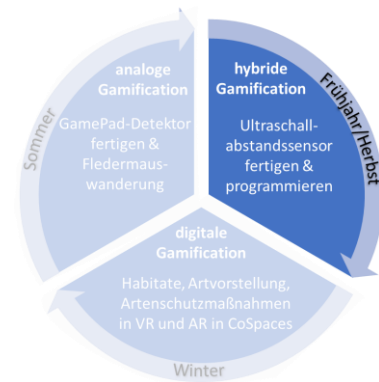 analoge
Gamification
GamePad-Detektor
fertigen &
Fledermaus-
wanderung
Sommer
hybride
Gamification
Ultraschall-
abstandssensor
fertigen &
programmieren
Frühjahr/Herbst
digitale
Gamification
Habitate, Artvorstellung,
Artenschutzmaßnahmen
in VR und AR in CoSpaces
Winter